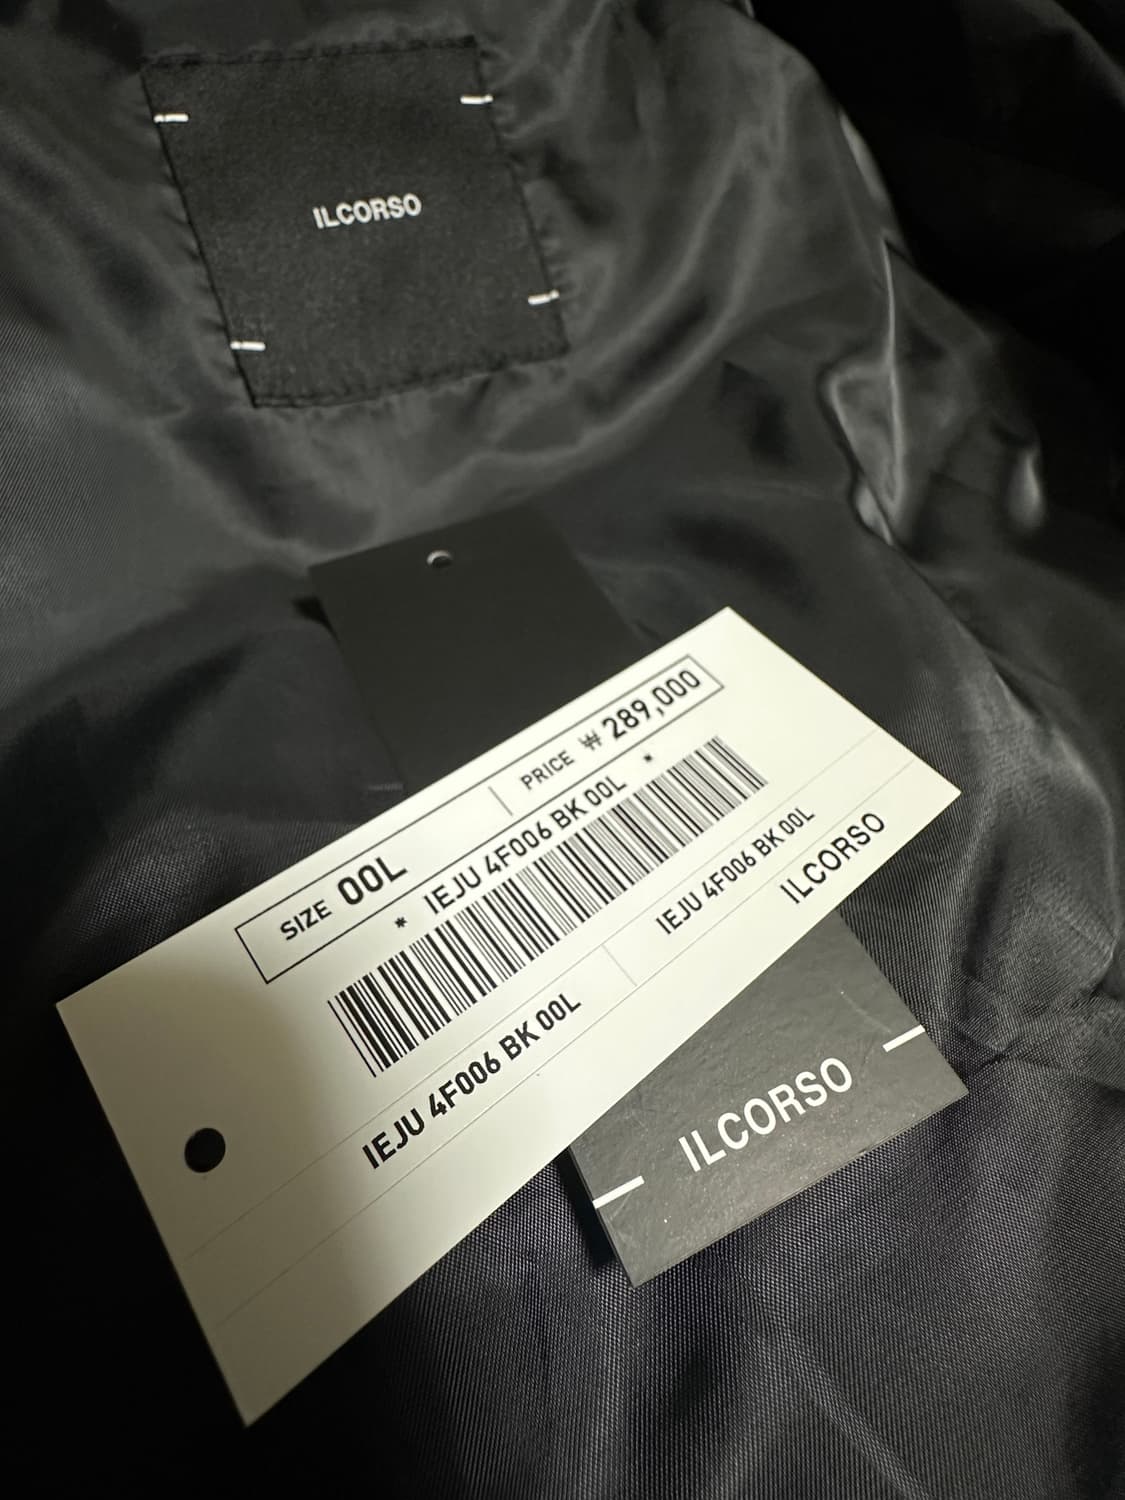 ILCORSO
SIZE 00L | PRICE ₩ 289,000
* IEJU 4F006 BK 00L *
IEJU 4F006 BK 00L
IEJU 4F006 BK 00L
ILCORSO
ILCORSO